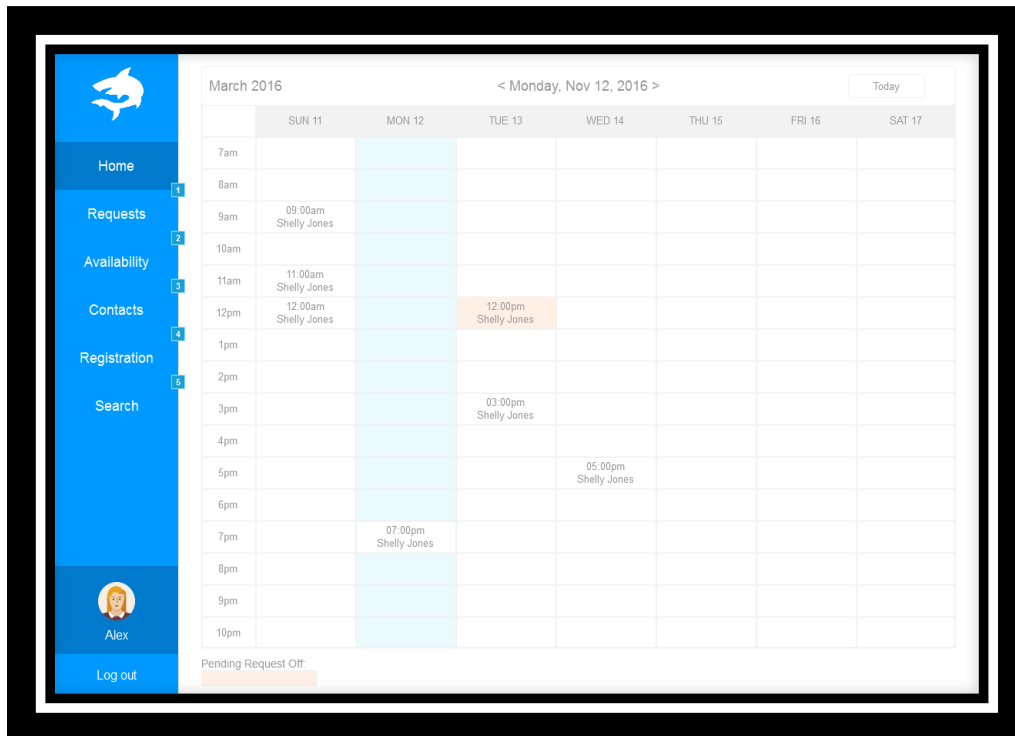 March 2016
< Monday, Nov 12, 2016 >
Today
SUN 11 MON 12 TUE 13 WED 14 THU 15 FRI 16 SAT 17
Home
1
Requests
2
Availability
3
Contacts
4
Registration
5
Search
Alex
Log out
7am
8am
9am 09:00am
Shelly Jones
10am
11am 11:00am
Shelly Jones
12pm 12:00am 12:00pm
Shelly Jones Shelly Jones
1pm
2pm
3pm 03:00pm
Shelly Jones
4pm
5pm 05:00pm
Shelly Jones
6pm
7pm 07:00pm
Shelly Jones
8pm
9pm
10pm
Pending Request Off: